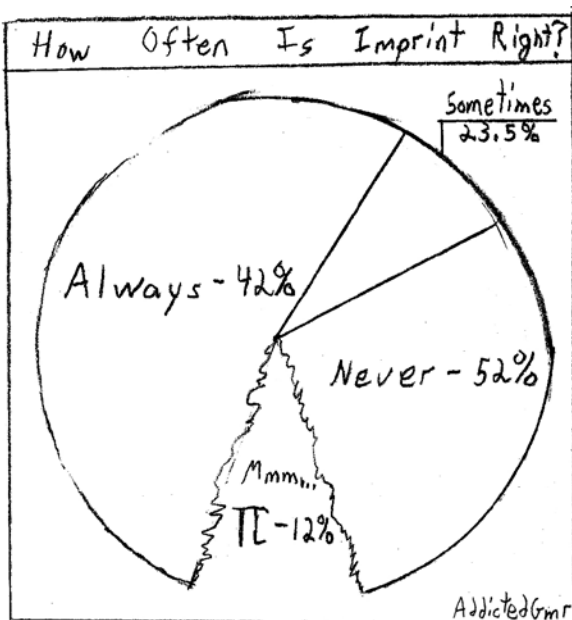 How Often Is Imprint Right?
Sometimes
23.5%
Always - 42%
Never - 52%
Mmm...
π - 12%
AddictedGmr